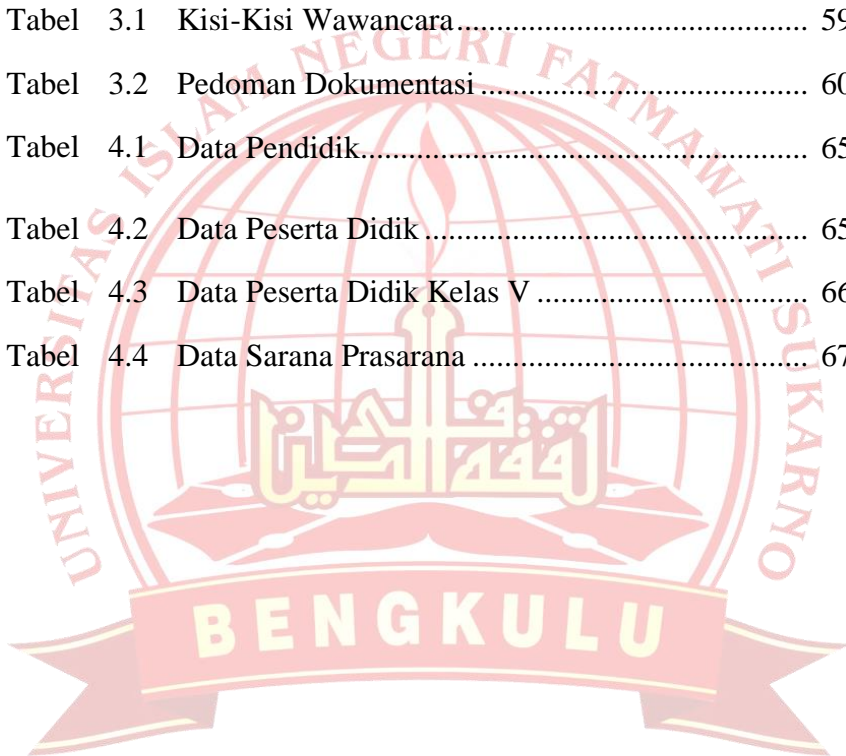 Tabel 3.1 Kisi-Kisi Wawancara.................................................. 59
Tabel 3.2 Pedoman Dokumentasi .............................................. 60
Tabel 4.1 Data Pendidik................................................................ 65
Tabel 4.2 Data Peserta Didik ...................................................... 65
Tabel 4.3 Data Peserta Didik Kelas V ...................................... 66
Tabel 4.4 Data Sarana Prasarana ................................................ 67
UNIVERSITAS ISLAM NEGERI FATMAWATI SUKARNO
BENGKULU